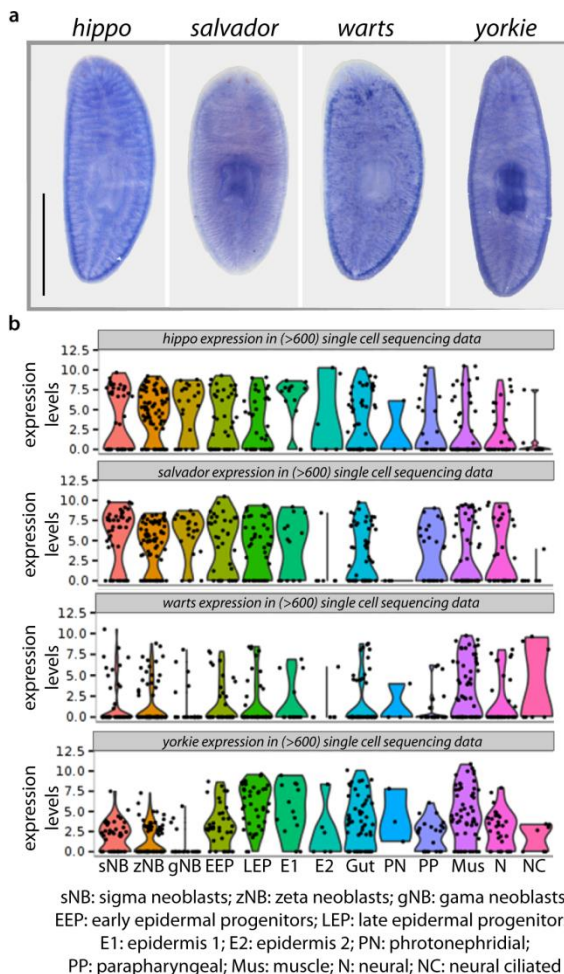 a
hippo salvador warts yorkie
b
hippo expression in (>600) single cell sequencing data
12.5
10.0
7.5
5.0
2.5
0.0
expression
levels
salvador expression in (>600) single cell sequencing data
12.5
10.0
7.5
5.0
2.5
0.0
expression
levels
warts expression in (>600) single cell sequencing data
12.5
10.0
7.5
5.0
2.5
0.0
expression
levels
yorkie expression in (>600) single cell sequencing data
12.5
10.0
7.5
5.0
2.5
0.0
expression
levels
sNB zNB gNB EEP LEP E1 E2 Gut PN PP Mus N NC
sNB: sigma neoblasts; zNB: zeta neoblasts; gNB: gama neoblasts
EEP: early epidermal progenitors; LEP: late epidermal progenitor
E1: epidermis 1; E2: epidermis 2; PN: phrotonephridial;
PP: parapharyngeal; Mus: muscle; N: neural; NC: neural ciliated